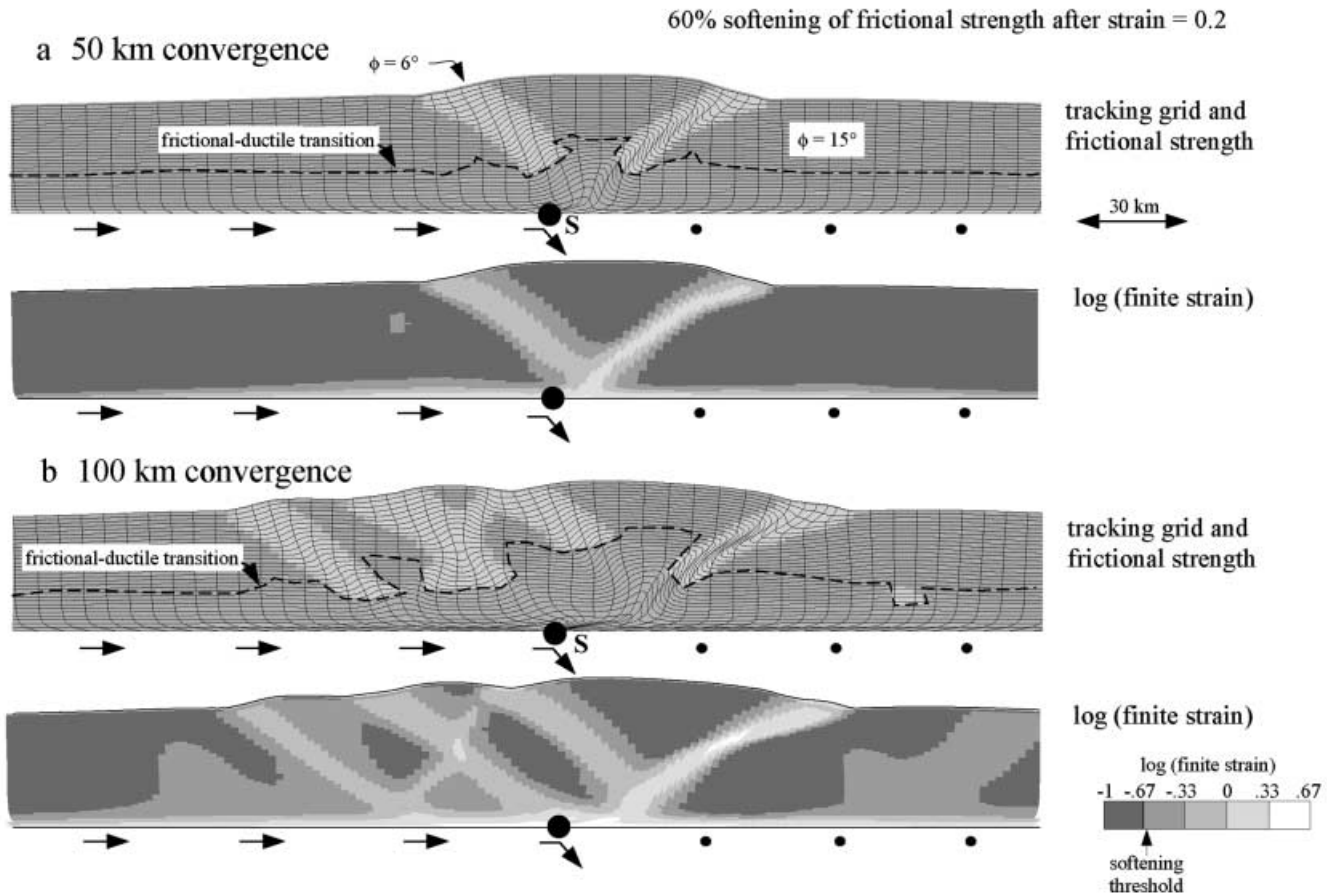 60% softening of frictional strength after strain = 0.2
a 50 km convergence
ϕ = 6°
frictional-ductile transition
ϕ = 15°
tracking grid and
frictional strength
30 km
S
log (finite strain)
b 100 km convergence
frictional-ductile transition
tracking grid and
frictional strength
S
log (finite strain)
log (finite strain)
-1 -.67 -.33 0 .33 .67
softening
threshold